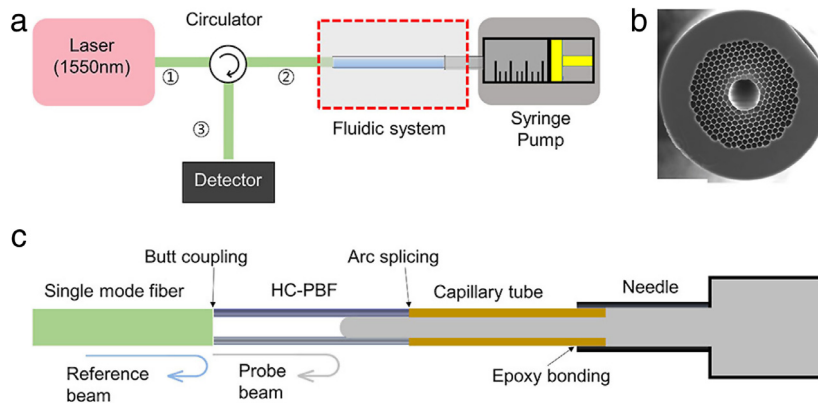 a
Circulator
Laser
(1550nm)
①
②
③
Detector
Fluidic system
Syringe
Pump
b
c
Butt coupling
Arc splicing
Single mode fiber
HC-PBF
Capillary tube
Needle
Reference
beam
Probe
beam
Epoxy bonding